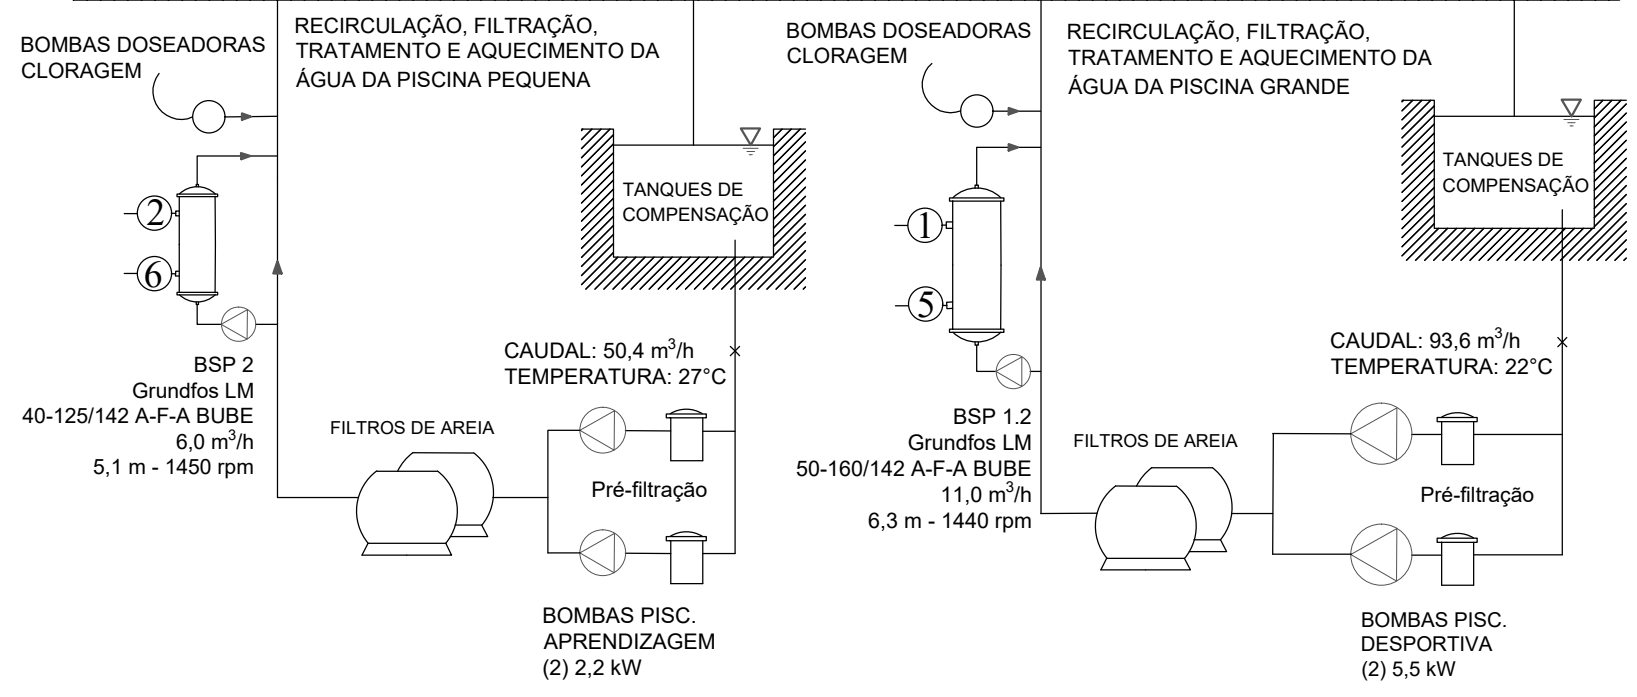 BOMBAS DOSEADORAS
CLORAGEM
RECIRCULAÇÃO, FILTRAÇÃO,
TRATAMENTO E AQUECIMENTO DA
ÁGUA DA PISCINA PEQUENA
TANQUES DE
COMPENSAÇÃO
2
6
CAUDAL: 50,4 m³/h
TEMPERATURA: 27°C
BSP 2
Grundfos LM
40-125/142 A-F-A BUBE
6,0 m³/h
5,1 m - 1450 rpm
FILTROS DE AREIA
Pré-filtração
BOMBAS PISC.
APRENDIZAGEM
(2) 2,2 kW
BOMBAS DOSEADORAS
CLORAGEM
RECIRCULAÇÃO, FILTRAÇÃO,
TRATAMENTO E AQUECIMENTO DA
ÁGUA DA PISCINA GRANDE
TANQUES DE
COMPENSAÇÃO
1
5
CAUDAL: 93,6 m³/h
TEMPERATURA: 22°C
BSP 1.2
Grundfos LM
50-160/142 A-F-A BUBE
11,0 m³/h
6,3 m - 1440 rpm
FILTROS DE AREIA
Pré-filtração
BOMBAS PISC.
DESPORTIVA
(2) 5,5 kW